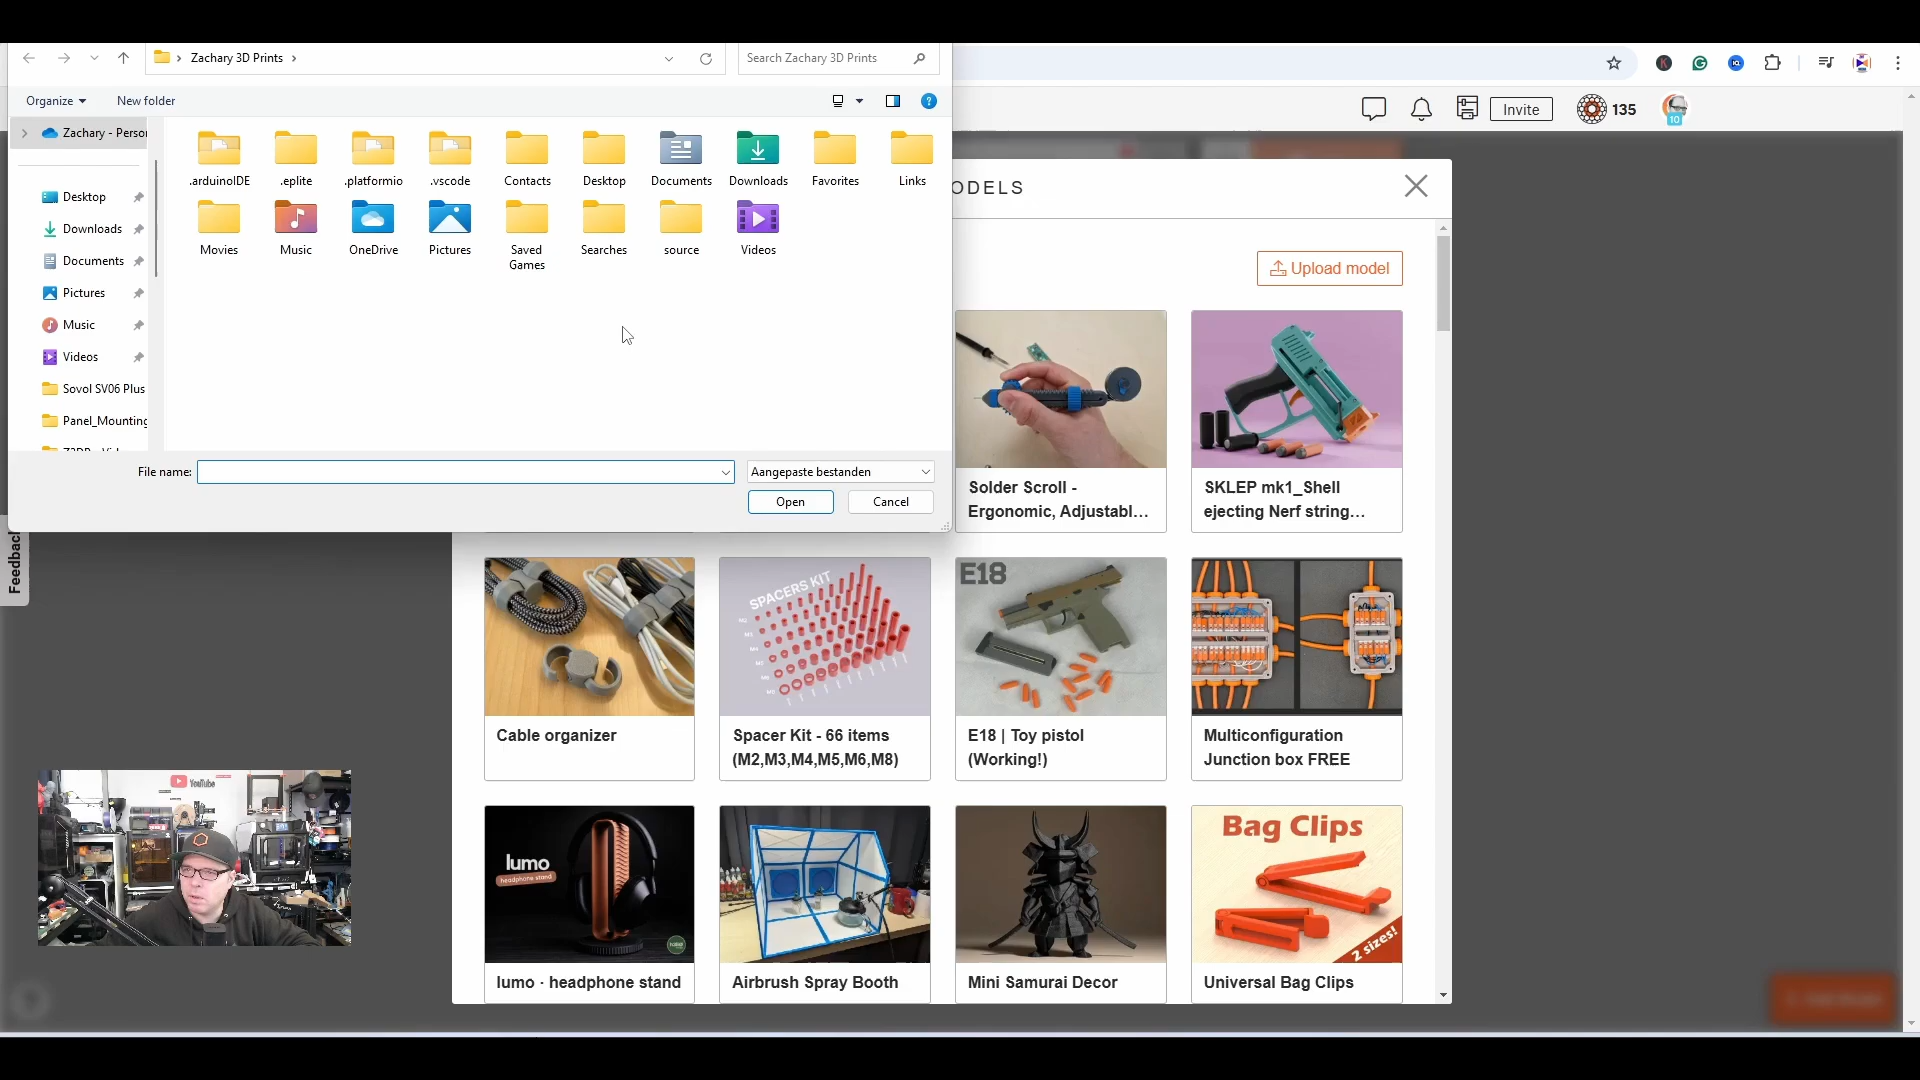 Zachary 3D Prints
Search Zachary 3D Prints
Organize
New folder
Invite
135
10
Zachary - Person
.arduinoIDE
.eplite
.platformio
.vscode
Contacts
Desktop
Documents
Downloads
Favorites
Links
Movies
Music
OneDrive
Pictures
Saved
Games
Searches
source
Videos
Desktop
Downloads
Documents
Pictures
Music
Videos
Sovol SV06 Plus
Panel_Mounting
File name:
Aangepaste bestanden
Open
Cancel
ODELS
Upload model
Solder Scroll -
Ergonomic, Adjustabl...
SKLEP mk1_Shell
ejecting Nerf string...
Feedback
SPACERS KIT
E18
Cable organizer
Spacer Kit - 66 items
(M2,M3,M4,M5,M6,M8)
E18 | Toy pistol
(Working!)
Multiconfiguration
Junction box FREE
YouTube
lumo
headphone stand
Bag Clips
2 sizes!
lumo · headphone stand
Airbrush Spray Booth
Mini Samurai Decor
Universal Bag Clips